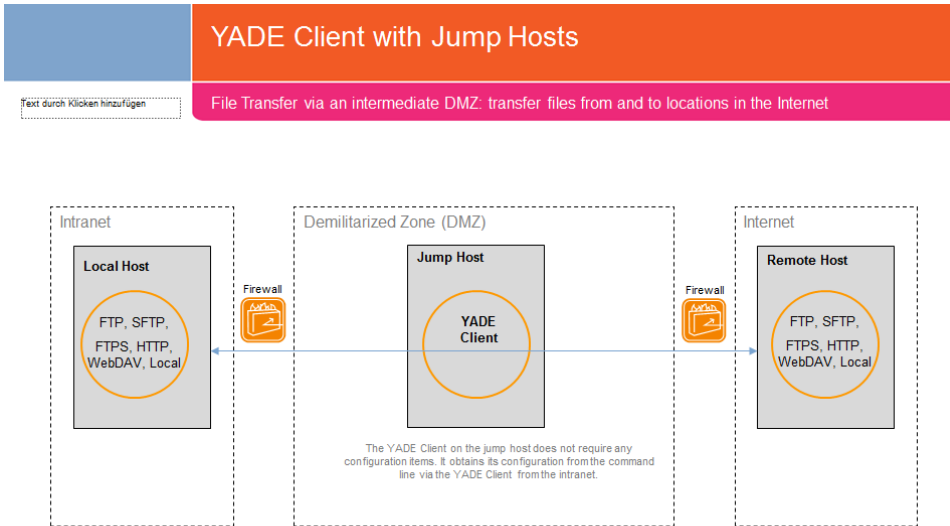 YADE Client with Jump Hosts
Text durch Klicken hinzufügen
File Transfer via an intermediate DMZ: transfer files from and to locations in the Internet
Intranet
Local Host
FTP, SFTP,
FTPS, HTTP,
WebDAV, Local
Firewall
Demilitarized Zone (DMZ)
Jump Host
YADE
Client
The YADE Client on the jump host does not require any
configuration items. It obtains its configuration from the command
line via the YADE Client from the intranet.
Firewall
Internet
Remote Host
FTP, SFTP,
FTPS, HTTP,
WebDAV, Local